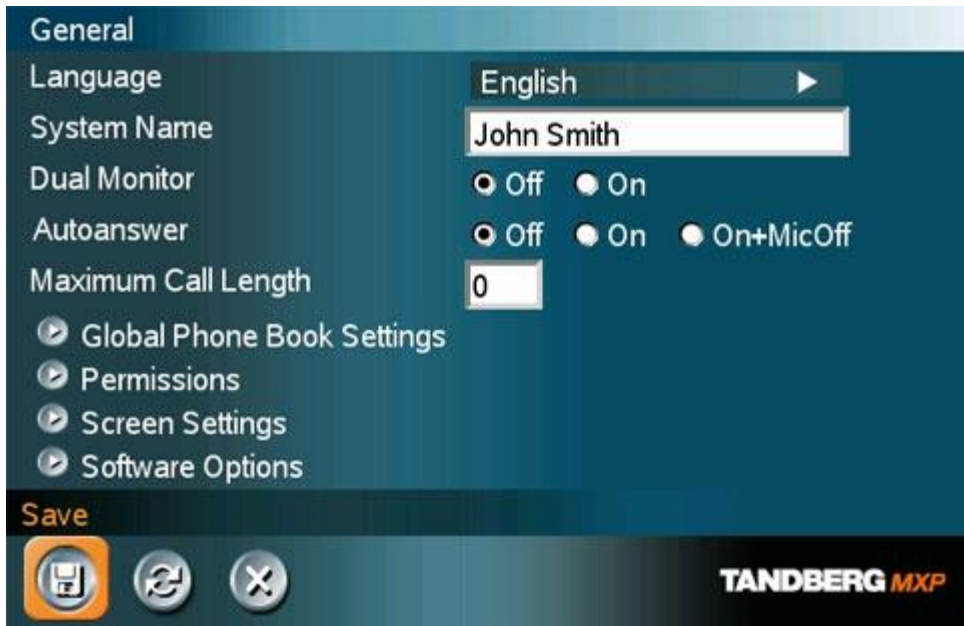 General
Language English
System Name John Smith
Dual Monitor Off On
Autoanswer Off On On+MicOff
Maximum Call Length 0
Global Phone Book Settings
Permissions
Screen Settings
Software Options
Save
TANDBERG MXP